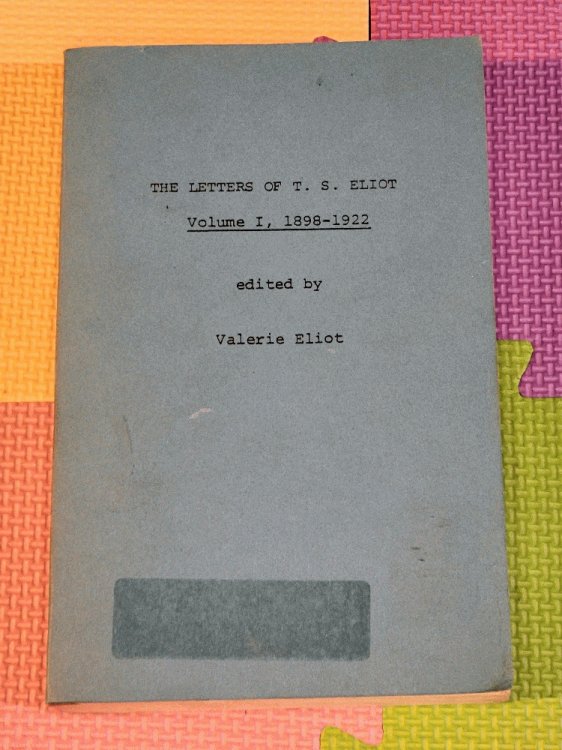 THE LETTERS OF T. S. ELIOT
Volume I, 1898-1922
edited by
Valerie Eliot